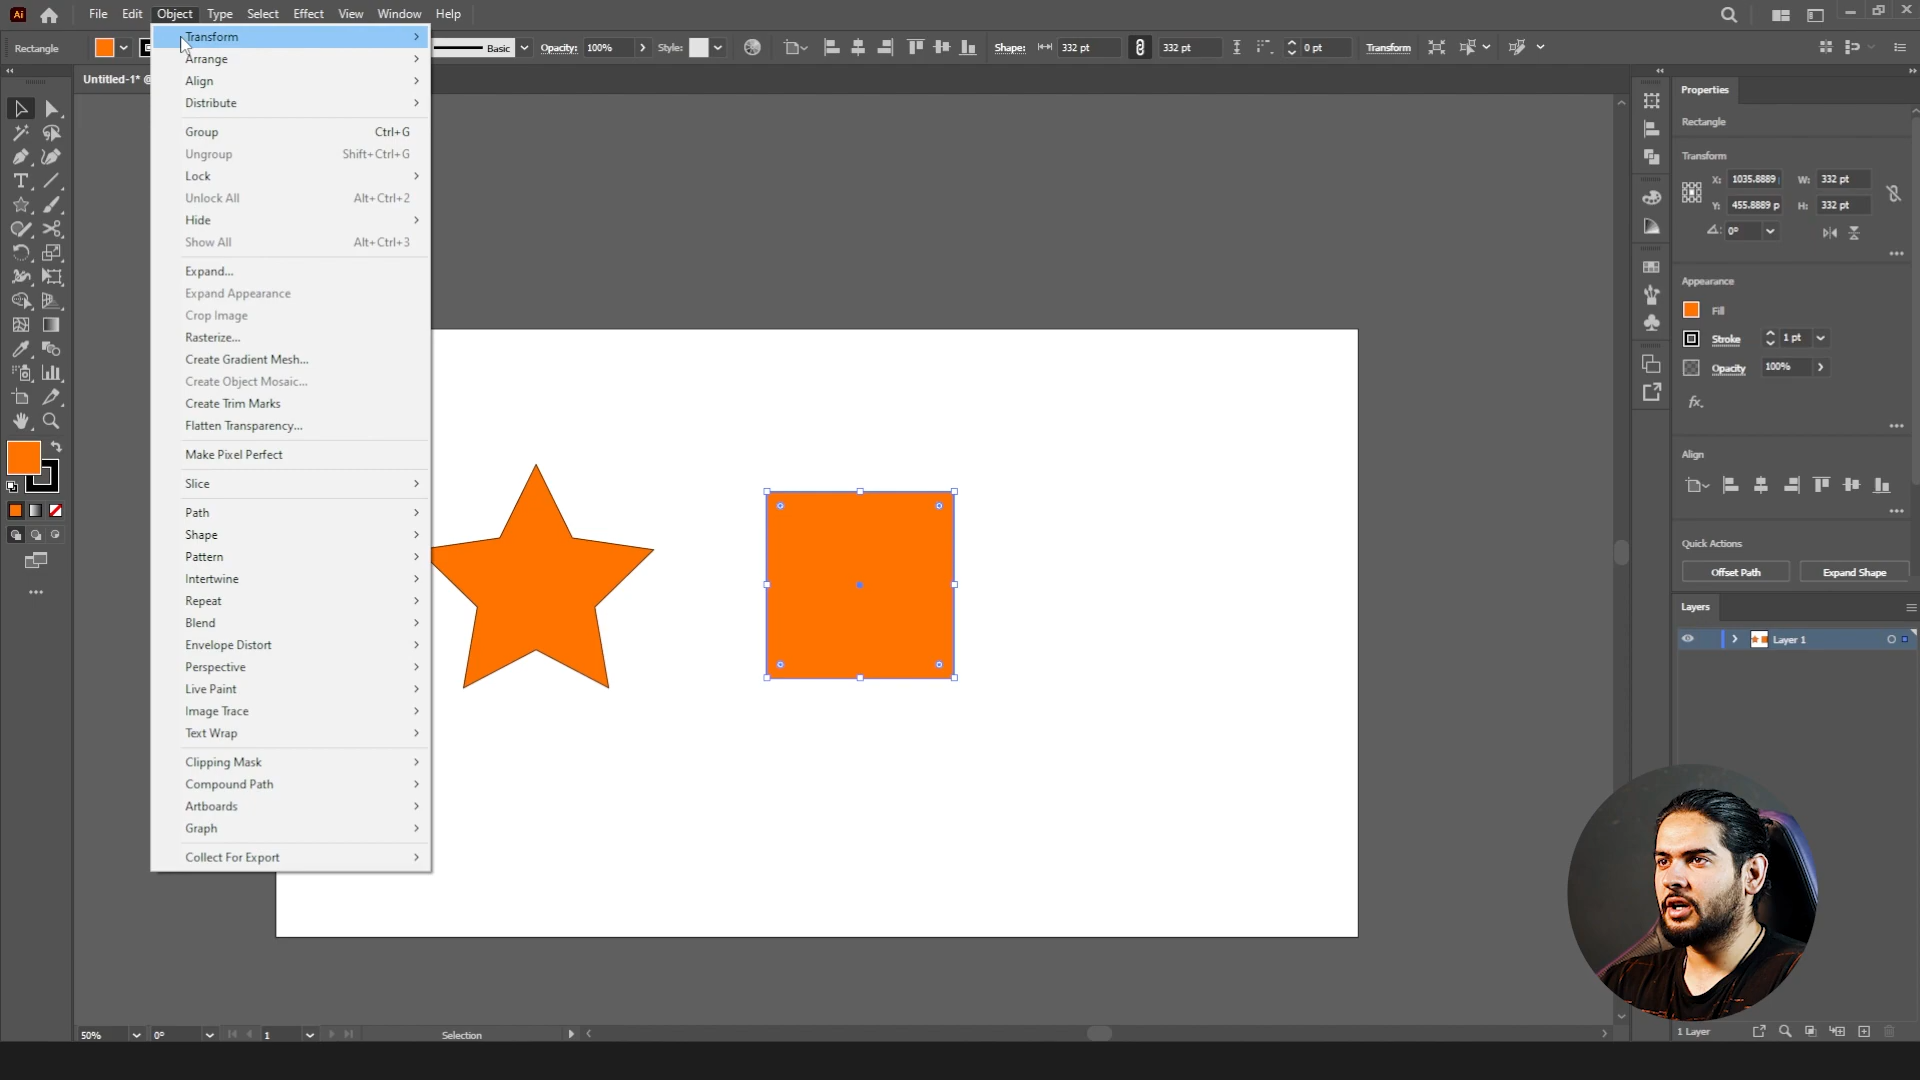 Ai File Edit Object Type Select Effect View Window Help
Rectangle Basic Opacity: 100% Style: Shape: 332 pt 332 pt 0 pt Transform
Untitled-1* @
Transform
Arrange
Align
Distribute
Group Ctrl+G
Ungroup Shift+Ctrl+G
Lock
Unlock All Alt+Ctrl+2
Hide
Show All Alt+Ctrl+3
Expand...
Expand Appearance
Crop Image
Rasterize...
Create Gradient Mesh...
Create Object Mosaic...
Create Trim Marks
Flatten Transparency...
Make Pixel Perfect
Slice
Path
Shape
Pattern
Intertwine
Repeat
Blend
Envelope Distort
Perspective
Live Paint
Image Trace
Text Wrap
Clipping Mask
Compound Path
Artboards
Graph
Collect For Export
Properties
Rectangle
Transform
X: 1035.8889 W: 332 pt
Y: 455.8889 p H: 332 pt
0°
Appearance
Fill
Stroke 1 pt
Opacity 100%
fx.
Align
Quick Actions
Offset Path Expand Shape
Layers
Layer 1
1 Layer
50% 0° 1 Selection